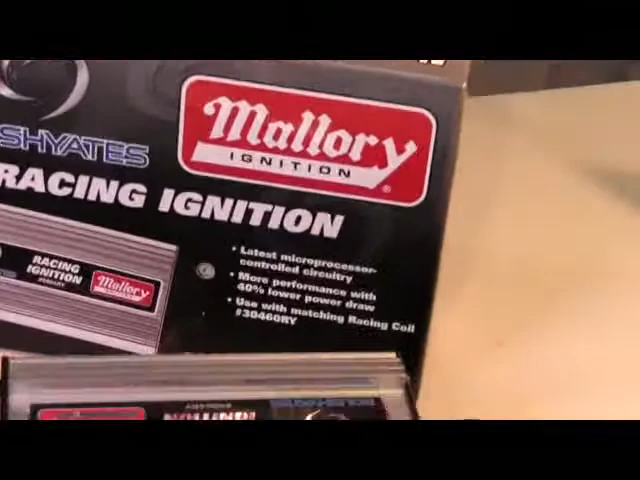 Mallory
IGNITION
SHYATES
RACING IGNITION
• Latest microprocessor-
controlled circuitry
• More performance with
40% lower power draw
• Use with matching Racing Coil
#30460RY
RACING
IGNITION
Mallory
IGNITION